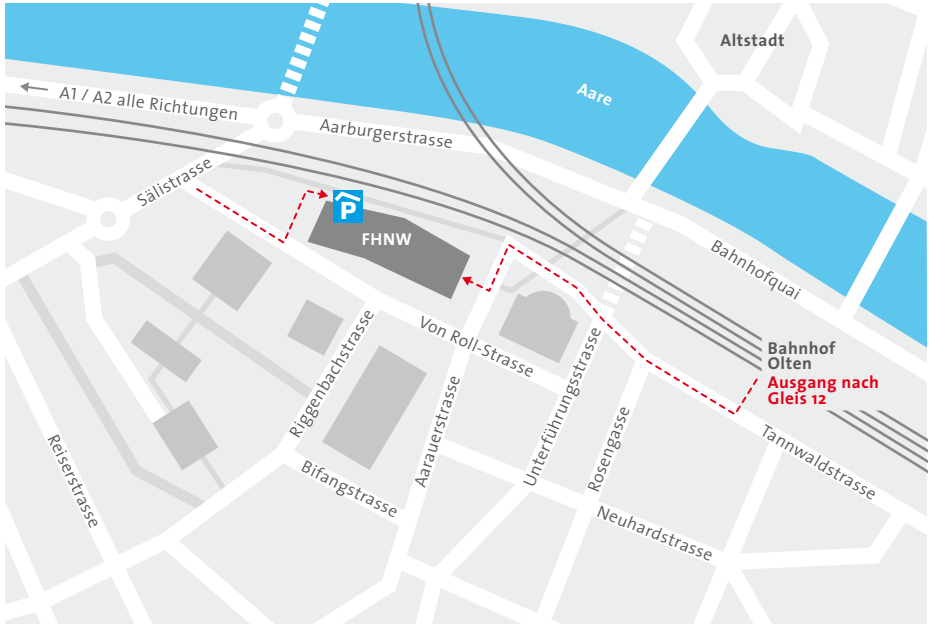 Altstadt
Aare
A1 / A2 alle Richtungen
Aarburgerstrasse
Sälistrasse
P
FHNW
Bahnhofquai
Von Roll-Strasse
Bahnhof
Olten
Ausgang nach
Gleis 12
Riggenbachstrasse
Aarauerstrasse
Unterführungsstrasse
Rosengasse
Tannwaldstrasse
Reiserstrasse
Bifangstrasse
Neuhardstrasse